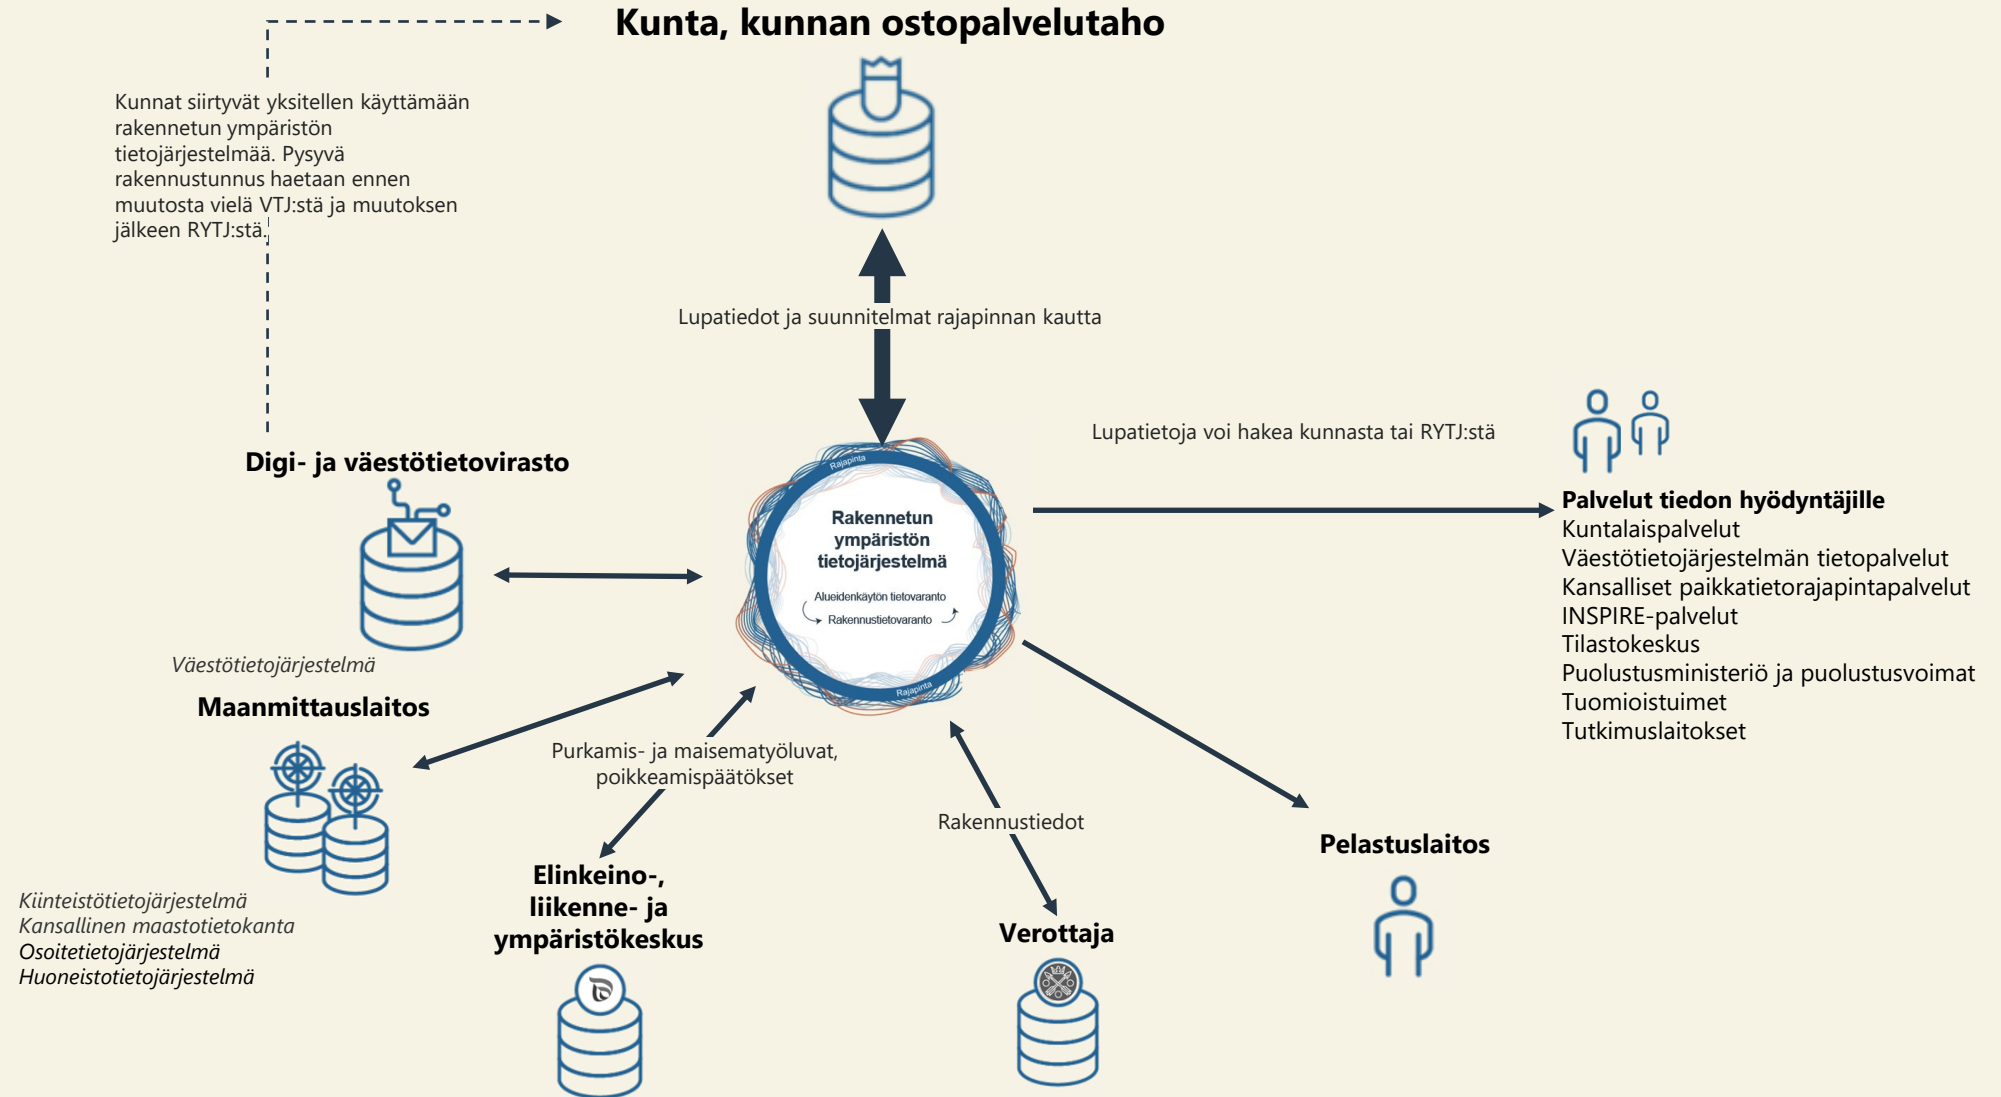 Kunta, kunnan ostopalvelutaho
Kunnat siirtyvät yksitellen käyttämään
rakennetun ympäristön
tietojärjestelmää. Pysyvä
rakennustunnus haetaan ennen
muutosta vielä VTJ:stä ja muutoksen
jälkeen RYTJ:stä.
Lupatiedot ja suunnitelmat rajapinnan kautta
Lupatietoja voi hakea kunnasta tai RYTJ:stä
Digi- ja väestötietovirasto
Väestötietojärjestelmä
Rajapinta
Rakennetun
ympäristön
tietojärjestelmä
Alueidenkäytön tietovaranto
Rakennustietovaranto
Rajapinta
Palvelut tiedon hyödyntäjille
Kuntalaispalvelut
Väestötietojärjestelmän tietopalvelut
Kansalliset paikkatietorajapintapalvelut
INSPIRE-palvelut
Tilastokeskus
Puolustusministeriö ja puolustusvoimat
Tuomioistuimet
Tutkimuslaitokset
Maanmittauslaitos
Kiinteistötietojärjestelmä
Kansallinen maastotietokanta
Osoitetietojärjestelmä
Huoneistotietojärjestelmä
Purkamis- ja maisematyöluvat,
poikkeamispäätökset
Elinkeino-,
liikenne- ja
ympäristökeskus
Rakennustiedot
Verottaja
Pelastuslaitos